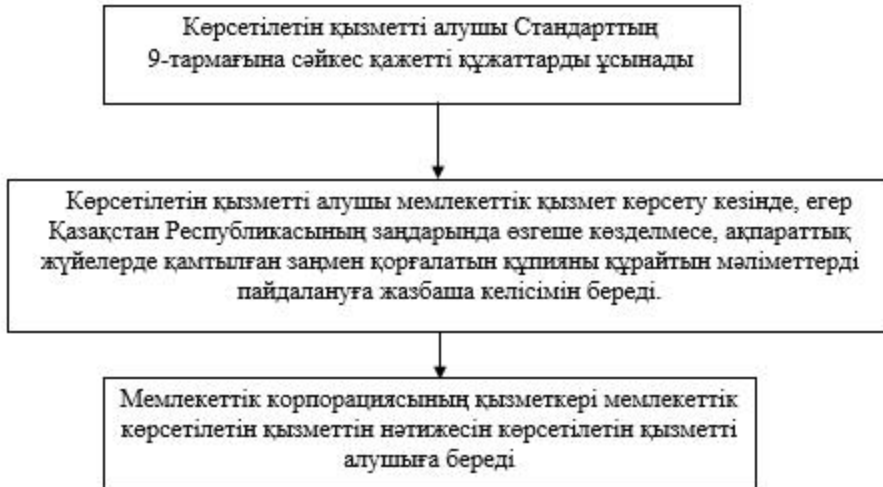 Көрсетілетін қызметті алушы Стандарттың
9-тармағына сәйкес қажетті құжаттарды ұсынады
Көрсетілетін қызметті алушы мемлекеттік қызмет көрсету кезінде, егер
Қазақстан Республикасының заңдарында өзгеше көзделмесе, ақпараттық
жүйелерде қамтылған заңмен қорғалатын құпияны құрайтын мәліметтерді
пайдалануға жазбаша келісімін береді.
Мемлекеттік корпорациясының қызметкері мемлекеттік
көрсетілетін қызметтін нәтижесін көрсетілетін қызметті
алушыға береді